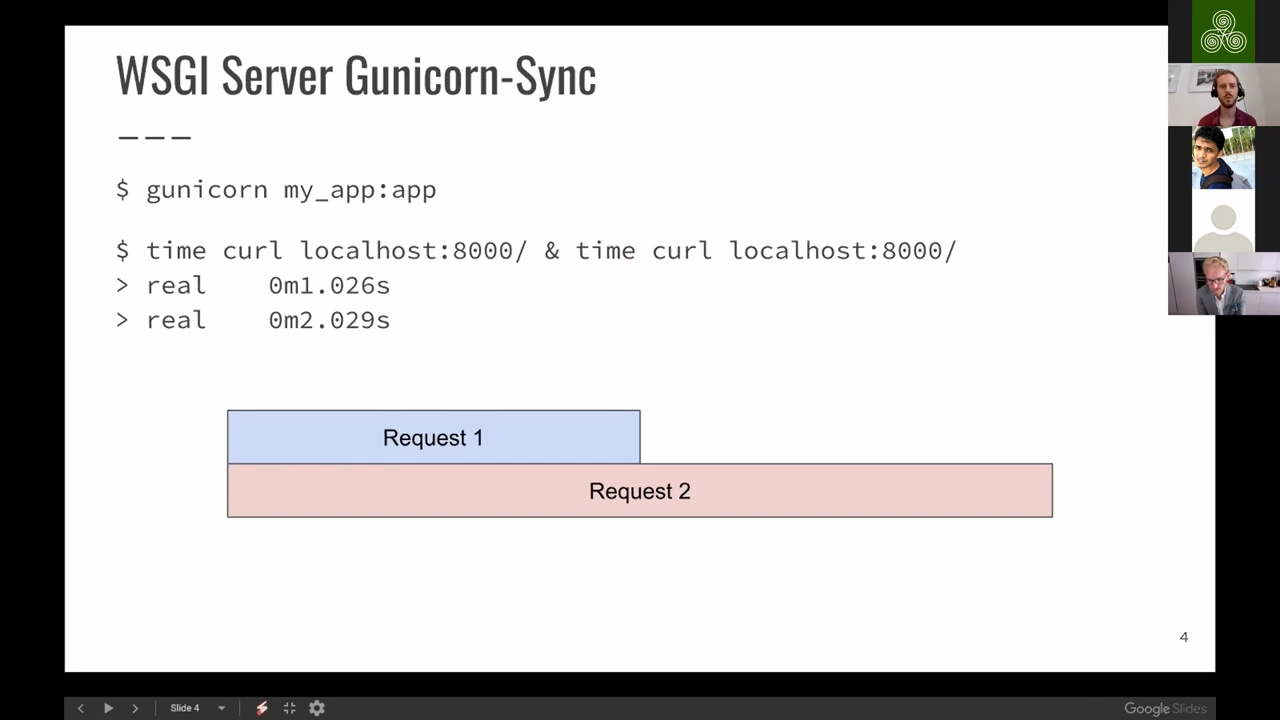 WSGI Server Gunicorn-Sync
---
$ gunicorn my_app:app
$ time curl localhost:8000/ & time curl localhost:8000/
> real    0m1.026s
> real    0m2.029s
Request 1
Request 2
4
Slide 4
Google Slides